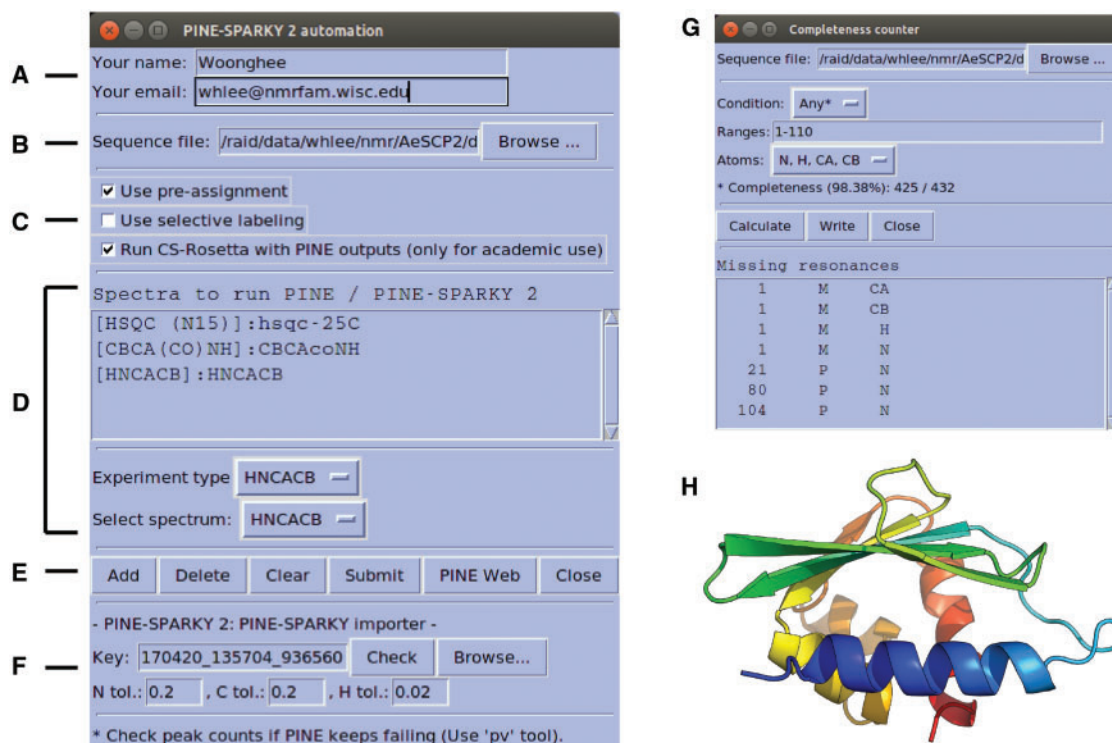 A
PINE-SPARKY 2 automation
Your name: Woonghee
Your email: whlee@nmrfam.wisc.edu
B
Sequence file: /raid/data/whlee/nmr/AeSCP2/d Browse ...
C
Use pre-assignment
Use selective labeling
Run CS-Rosetta with PINE outputs (only for academic use)
D
Spectra to run PINE / PINE-SPARKY 2
[HSQC (N15)]:hsqc-25C
[CBCA(CO)NH]:CBCAcoNH
[HNCACB]:HNCACB
Experiment type HNCACB
Select spectrum: HNCACB
E
Add Delete Clear Submit PINE Web Close
F
- PINE-SPARKY 2: PINE-SPARKY importer -
Key: 170420_135704_936560 Check Browse...
N tol.: 0.2 , C tol.: 0.2 , H tol.: 0.02
* Check peak counts if PINE keeps failing (Use 'pv' tool).
G
Completeness counter
Sequence file: /raid/data/whlee/nmr/AeSCP2/d Browse ...
Condition: Any*
Ranges: 1-110
Atoms: N, H, CA, CB
* Completeness (98.38%): 425 / 432
Calculate Write Close
Missing resonances
1 M CA
1 M CB
1 M H
1 M N
21 P N
80 P N
104 P N
H